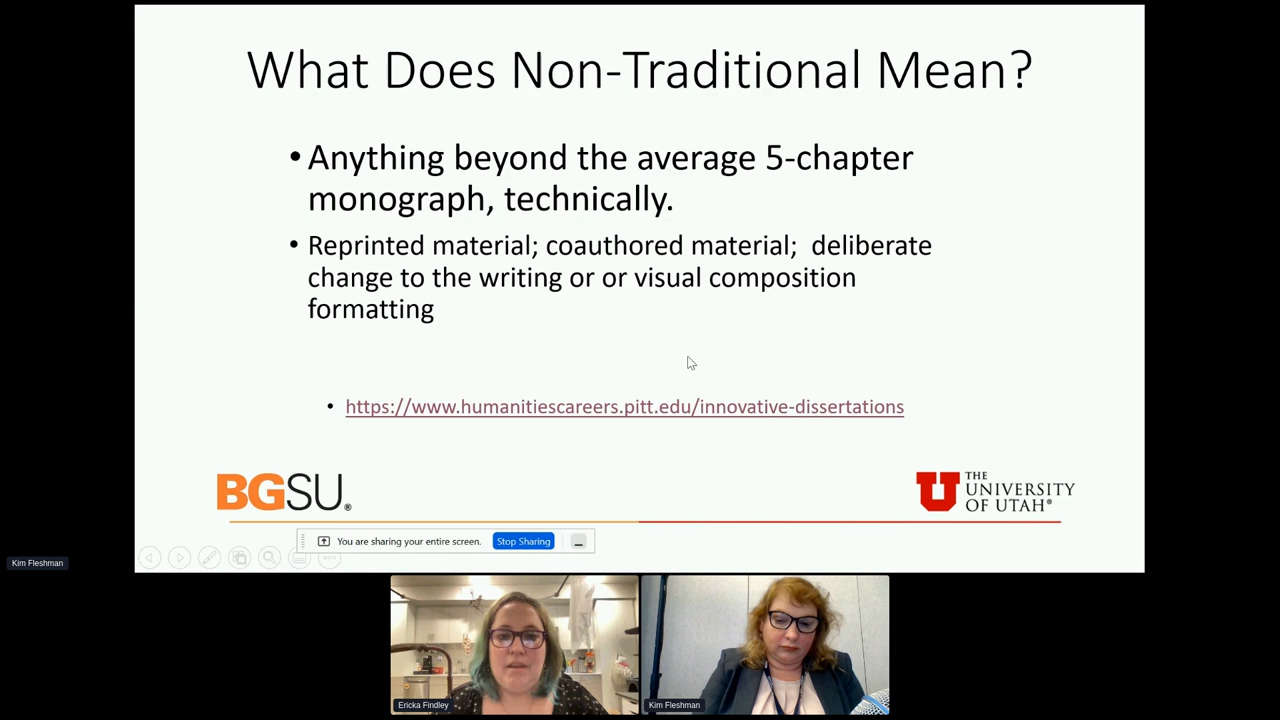 What Does Non-Traditional Mean?
• Anything beyond the average 5-chapter
monograph, technically.
• Reprinted material; coauthored material;  deliberate
change to the writing or or visual composition
formatting
• https://www.humanitiescareers.pitt.edu/innovative-dissertations
BGSU®
THE
UNIVERSITY
OF UTAH®
You are sharing your entire screen. Stop Sharing
Kim Fleshman
Ericka Findley
Kim Fleshman